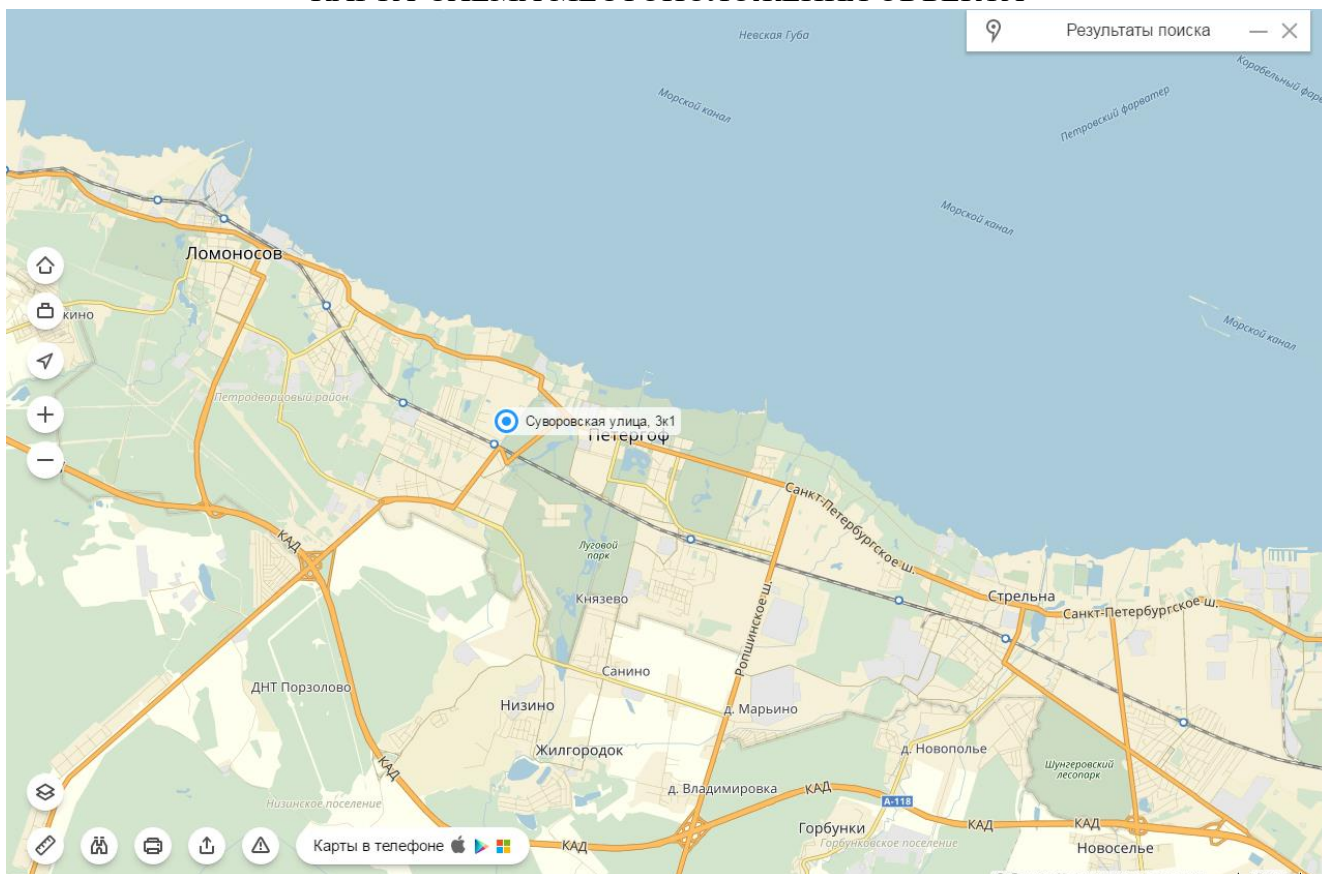 Невская Губа
Результаты поиска
Корабельный
Морской канал
Петровский фарватер
Морской канал
Ломоносов
кино
Морской канал
Петродворцовый район
Суворовская улица, 3к1
Петергоф
Санкт-Петербургское ш.
КАД
Луговой
парк
Князево
Стрельна
Санкт-Петербургское ш.
Ропшинское ш.
Санино
ДНТ Порзолово
Низино
д. Марьино
Жилгородок
д. Новополье
Шунгеровский
лесопарк
КАД
д. Владимировка
КАД
А-118
Низинское поселение
Горбунки
КАД
КАД
Карты в телефоне
КАД
Горбунковское поселение
Новоселье